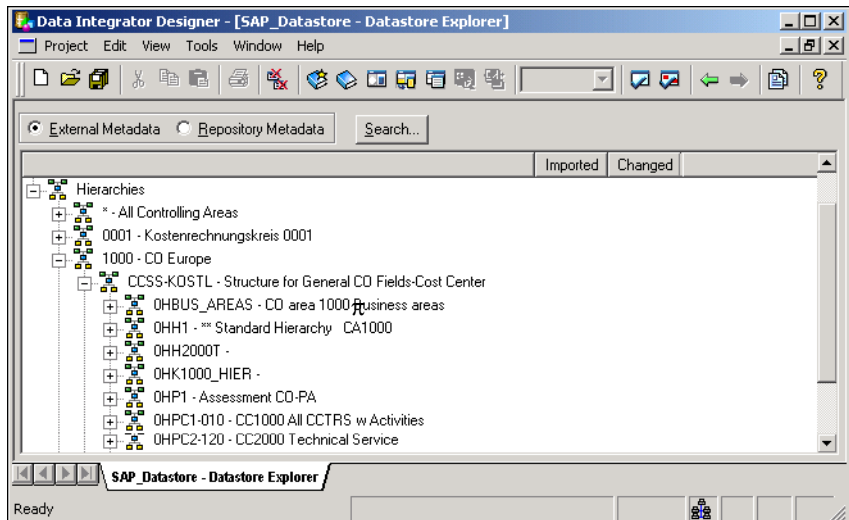 Data Integrator Designer - [SAP_Datastore - Datastore Explorer]
Project Edit View Tools Window Help
External Metadata Repository Metadata Search...
Imported Changed
Hierarchies
* - All Controlling Areas
0001 - Kostenrechnungskreis 0001
1000 - CO Europe
CCSS-KOSTL - Structure for General CO Fields-Cost Center
0HBUS_AREAS - CO area 1000 Business areas
0HH1 - ** Standard Hierarchy CA1000
0HH2000T -
0HK1000_HIER -
0HP1 - Assessment CO-PA
0HPC1-010 - CC1000 All CCTRS w Activities
0HPC2-120 - CC2000 Technical Service
SAP_Datastore - Datastore Explorer
Ready